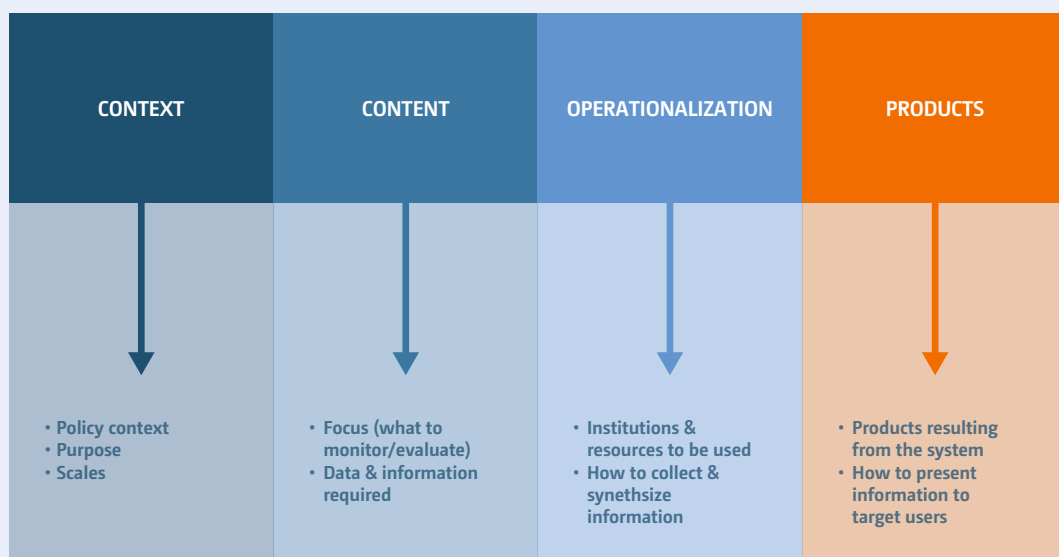 CONTEXT
CONTENT
OPERATIONALIZATION
PRODUCTS
• Policy context
• Purpose
• Scales
• Focus (what to
monitor/evaluate)
• Data & information
required
• Institutions &
resources to be used
• How to collect &
synethsize
information
• Products resulting
from the system
• How to present
information to
target users